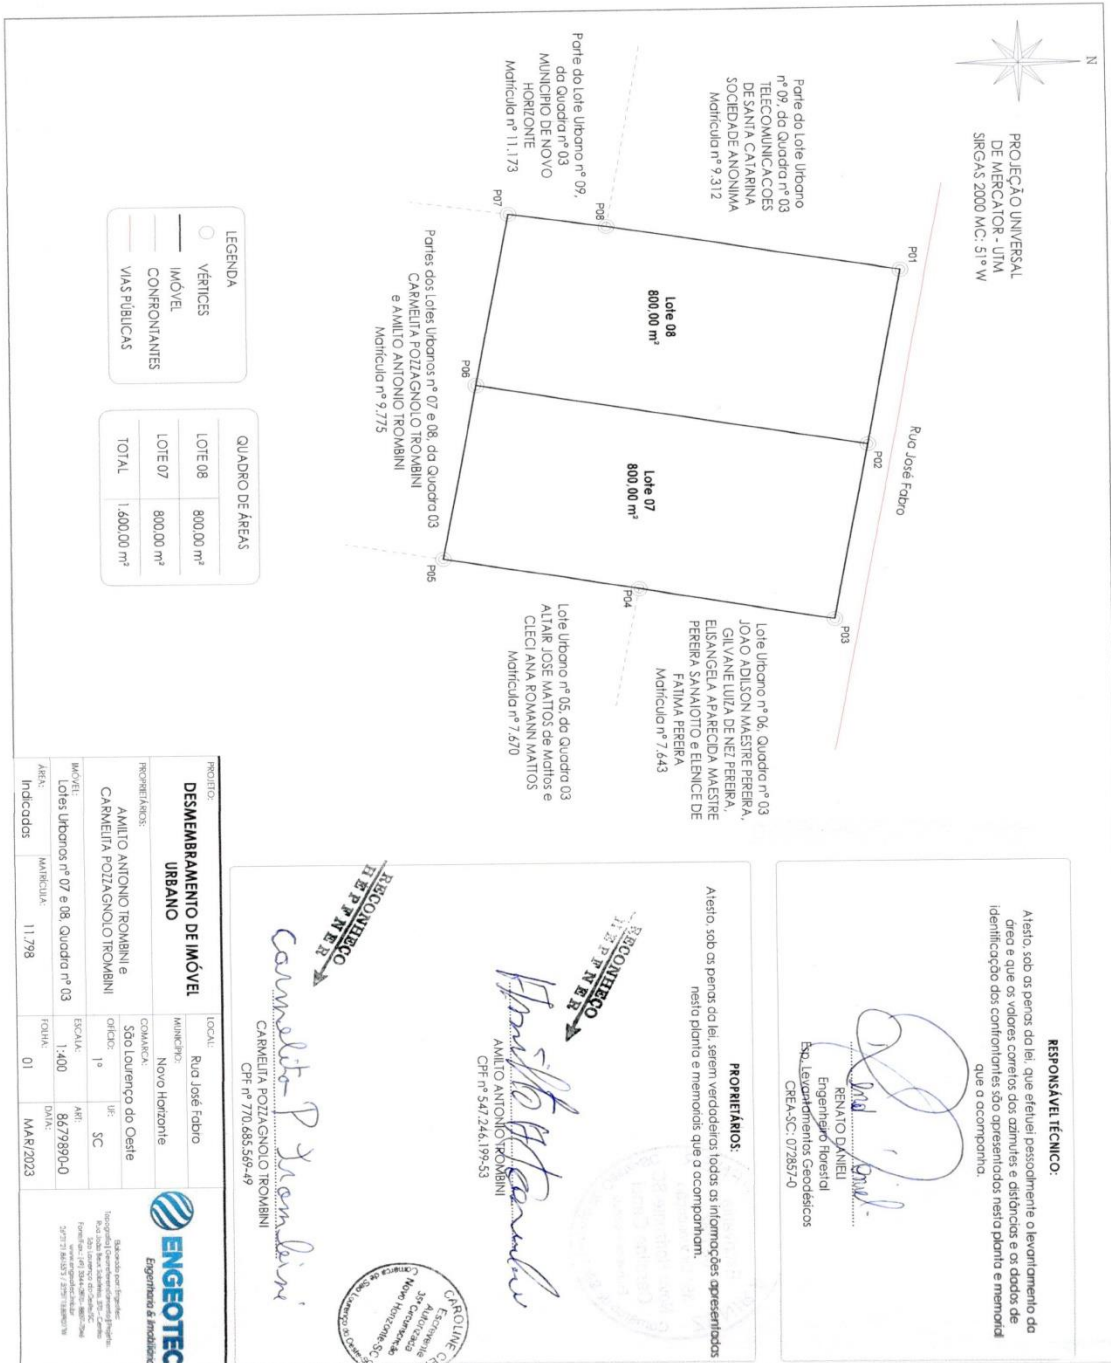 N
PROJEÇÃO UNIVERSAL
DE MERCATOR - UTM
SIRGAS 2000 MC: 51° W
Parte do Lote Urbano
nº 09, da Quadra nº 03
TELECOMUNICACOES
DE SANTA CATARINA
SOCIEDADE ANONIMA
Matrícula nº 9.312
Parte do Lote Urbano nº 09,
da Quadra nº 03
MUNICIPIO DE NOVO
HORIZONTE
Matrícula nº 11.173
Rua José Fabro
P01
P02
P03
P04
P05
P06
P07
P08
Lote 08
800,00 m²
Lote 07
800,00 m²
Lote Urbano nº 06, Quadra nº 03
JOAO ADILSON MAESTRE PEREIRA,
GILVANE LUIZA DE NEZ PEREIRA,
ELISANGELA APARECIDA MAESTRE
PEREIRA SANAIOTTO e ELENICE DE
FATIMA PEREIRA
Matrícula nº 7.643
Lote Urbano nº 05, da Quadra 03
ALTAIR JOSE MATTOS de Mattos e
CLECI ANA ROMANN MATTOS
Matrícula nº 7.670
Partes dos Lotes Urbanos nº 07 e 08, da Quadra 03
CARMELITA POZZAGNOLO TROMBINI
e AMILTO ANTONIO TROMBINI
Matrícula nº 9.775
LEGENDA
VÉRTICES
IMÓVEL
CONFRONTANTES
VIAS PÚBLICAS
QUADRO DE ÁREAS
LOTE 08 800,00 m²
LOTE 07 800,00 m²
TOTAL 1.600,00 m²
RESPONSÁVEL TÉCNICO:
Atesto, sob as penas da lei, que efetuei pessoalmente o levantamento da
área e que os valores corretos dos azimutes e distâncias e os dados de
identificação dos confrontantes são apresentados nesta planta e memorial
que a acompanha.
RENATO DANIELI
Engenheiro Florestal
Esp. Levantamentos Geodésicos
CREA-SC: 072857-0
PROPRIETÁRIOS:
Atesto, sob as penas da lei, serem verdadeiras todas as informações apresentadas
nesta planta e memoriais que a acompanham.
RECONHEÇO
HEPFNER
AMILTO ANTONIO TROMBINI
CPF nº 547.246.199-53
RECONHEÇO
HEPFNER
Carmelita P Trombini
CARMELITA POZZAGNOLO TROMBINI
CPF nº 770.685.569-49
CAROLINE
Escrevente
Autorizada
Novo Horizonte-SC
PROJETO:
DESMEMBRAMENTO DE IMÓVEL
URBANO
PROPRIETÁRIOS:
AMILTO ANTONIO TROMBINI e
CARMELITA POZZAGNOLO TROMBINI
IMÓVEL:
Lotes Urbanos nº 07 e 08, Quadra nº 03
ÁREA:
Indicadas
MATRÍCULA:
11.798
LOCAL:
Rua José Fabro
MUNICÍPIO:
Novo Horizonte
COMARCA:
São Lourenço do Oeste
OFÍCIO:
1º
UF:
SC
ESCALA:
1:400
ART:
8679890-0
FOLHA:
01
DATA:
MAR/2023
ENGEOTEC
Engenharia & Imobiliária
Elaborado por: Engeotec